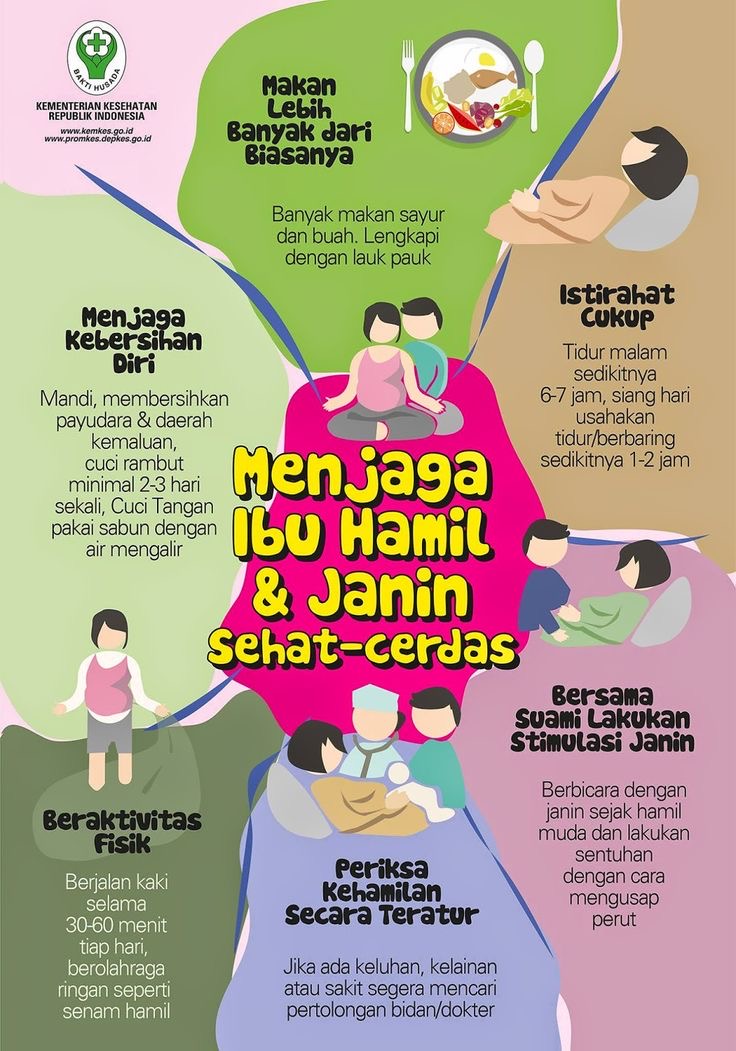 BAKTI HUSADA
KEMENTERIAN KESEHATAN
REPUBLIK INDONESIA
www.kemkes.go.id
www.promkes.depkes.go.id
Makan
Lebih
Banyak dari
Biasanya
Banyak makan sayur
dan buah. Lengkapi
dengan lauk pauk
Istirahat
Cukup
Tidur malam
sedikitnya
6-7 jam, siang hari
usahakan
tidur/berbaring
sedikitnya 1-2 jam
Menjaga
Kebersihan
Diri
Mandi, membersihkan
payudara & daerah
kemaluan,
cuci rambut
minimal 2-3 hari
sekali, Cuci Tangan
pakai sabun dengan
air mengalir
Menjaga
Ibu Hamil
& Janin
Sehat-cerdas
Bersama
Suami Lakukan
Stimulasi Janin
Berbicara dengan
janin sejak hamil
muda dan lakukan
sentuhan
dengan cara
mengusap
perut
Beraktivitas
Fisik
Berjalan kaki
selama
30-60 menit
tiap hari,
berolahraga
ringan seperti
senam hamil
Periksa
Kehamilan
Secara Teratur
Jika ada keluhan, kelainan
atau sakit segera mencari
pertolongan bidan/dokter